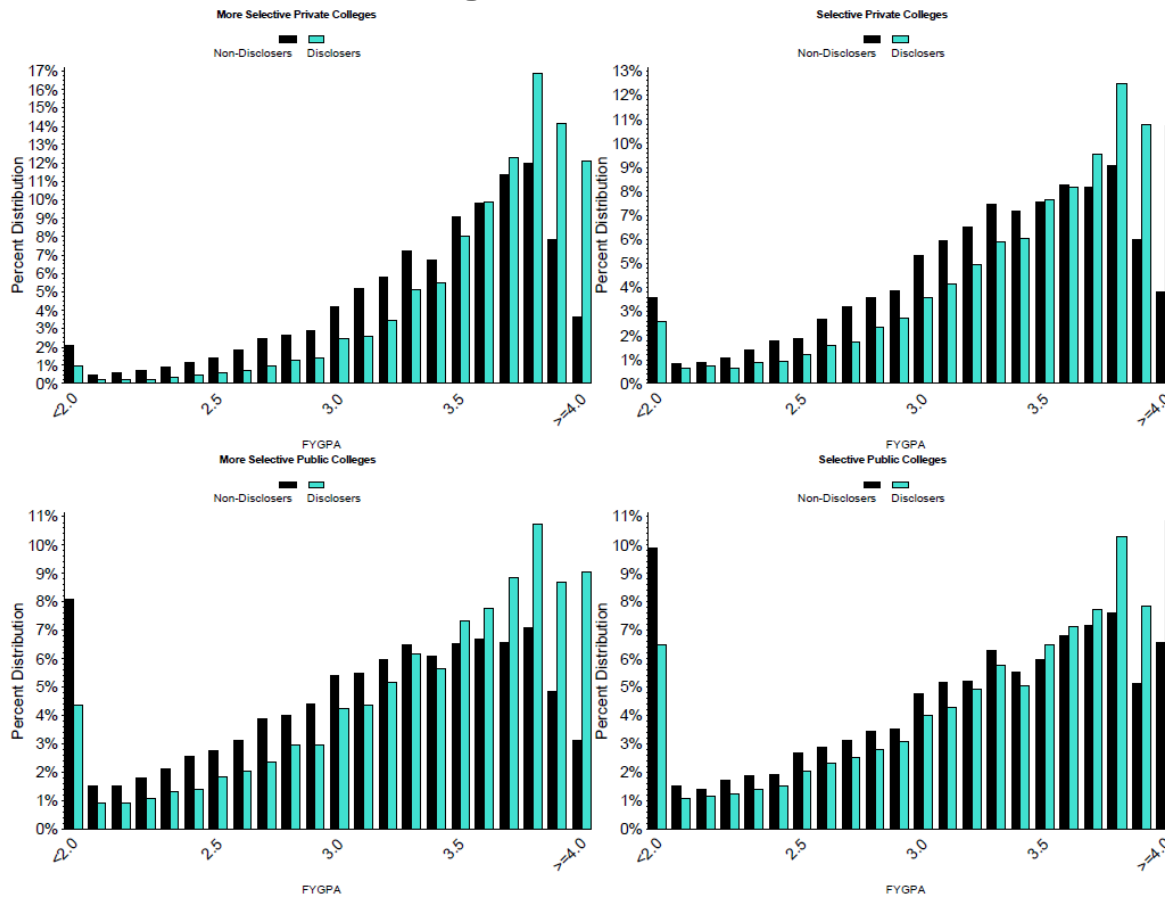 More Selective Private Colleges
Non-Disclosers Disclosers
Percent Distribution
17%
16%
15%
14%
13%
12%
11%
10%
9%
8%
7%
6%
5%
4%
3%
2%
1%
0%
<2.0 2.5 3.0 3.5 >=4.0
FYGPA
Selective Private Colleges
Non-Disclosers Disclosers
Percent Distribution
13%
12%
11%
10%
9%
8%
7%
6%
5%
4%
3%
2%
1%
0%
<2.0 2.5 3.0 3.5 >=4.0
FYGPA
More Selective Public Colleges
Non-Disclosers Disclosers
Percent Distribution
11%
10%
9%
8%
7%
6%
5%
4%
3%
2%
1%
0%
<2.0 2.5 3.0 3.5 >=4.0
FYGPA
Selective Public Colleges
Non-Disclosers Disclosers
Percent Distribution
11%
10%
9%
8%
7%
6%
5%
4%
3%
2%
1%
0%
<2.0 2.5 3.0 3.5 >=4.0
FYGPA